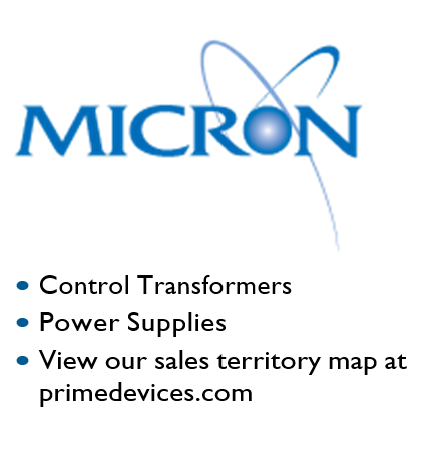 MICRON
• Control Transformers
• Power Supplies
• View our sales territory map at
primedevices.com